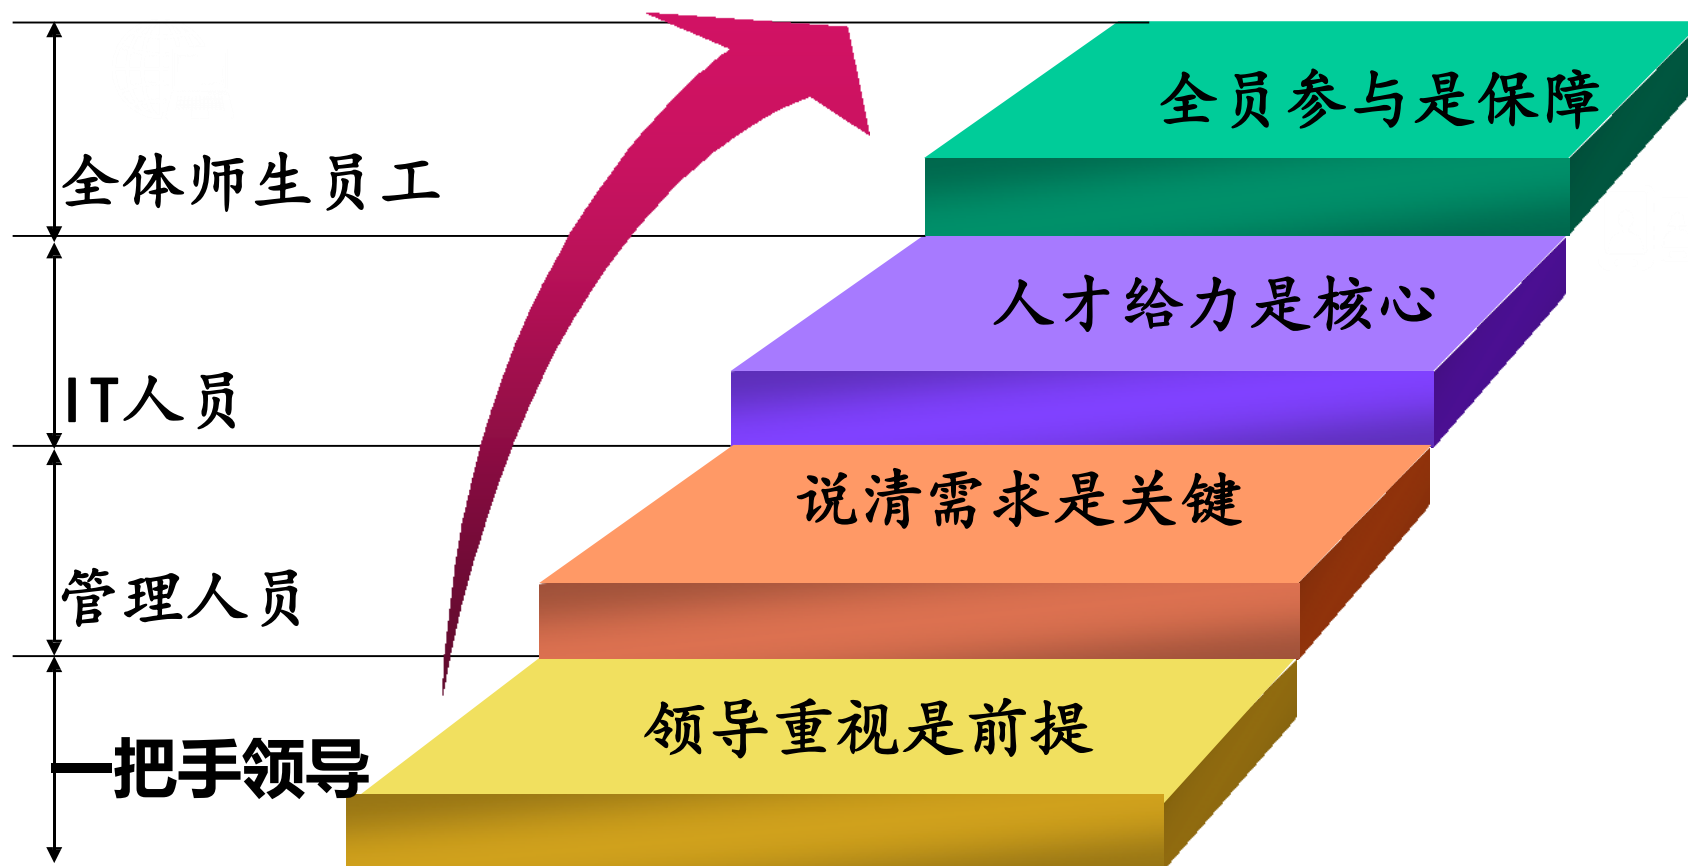 全员参与是保障
全体师生员工
人才给力是核心
IT人员
说清需求是关键
管理人员
领导重视是前提
一把手领导